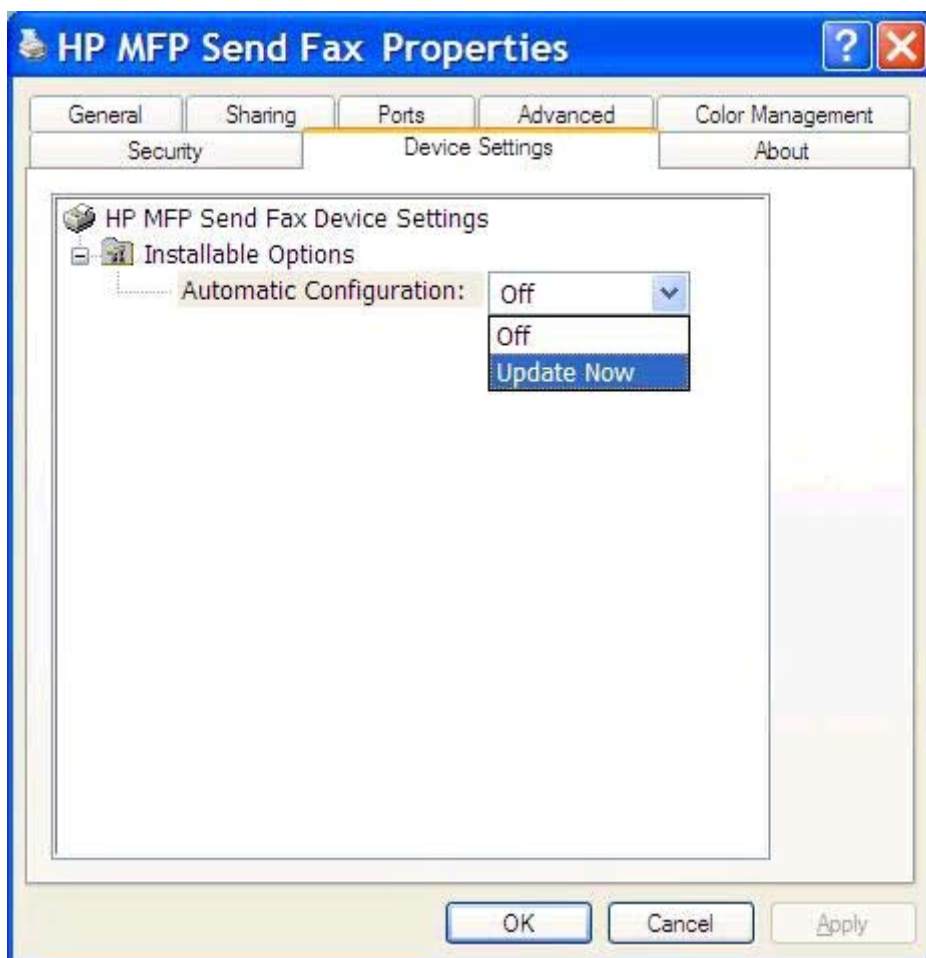 HP MFP Send Fax Properties
General Sharing Ports Advanced Color Management
Security Device Settings About
HP MFP Send Fax Device Settings
Installable Options
Automatic Configuration: Off
Off
Update Now
OK Cancel Apply